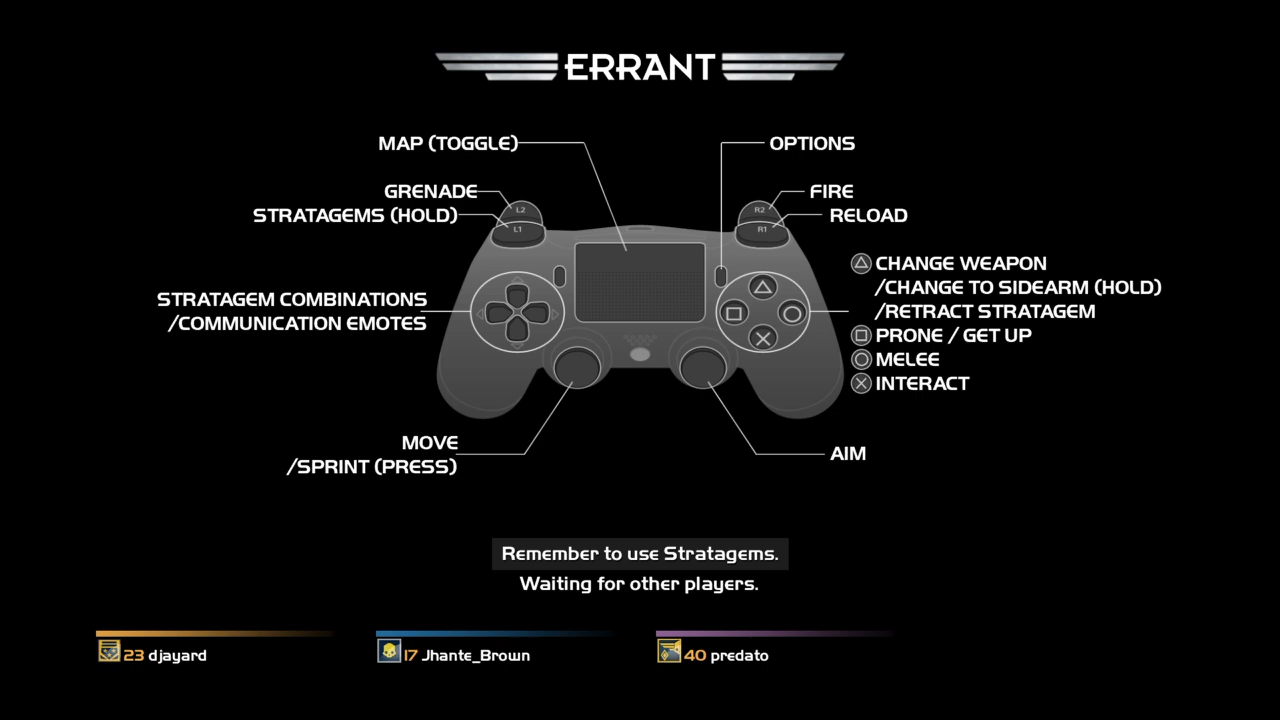 ERRANT
MAP (TOGGLE)
OPTIONS
GRENADE
FIRE
STRATAGEMS (HOLD)
RELOAD
L2
L1
R2
R1
CHANGE WEAPON
/CHANGE TO SIDEARM (HOLD)
/RETRACT STRATAGEM
PRONE / GET UP
MELEE
INTERACT
STRATAGEM COMBINATIONS
/COMMUNICATION EMOTES
MOVE
/SPRINT (PRESS)
AIM
Remember to use Stratagems.
Waiting for other players.
23 djayard
17 Jhante_Brown
40 predato